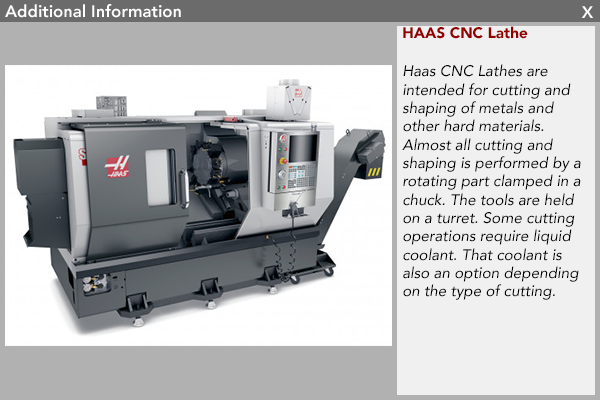 Additional Information X
HAAS CNC Lathe
Haas CNC Lathes are
intended for cutting and
shaping of metals and
other hard materials.
Almost all cutting and
shaping is performed by a
rotating part clamped in a
chuck. The tools are held
on a turret. Some cutting
operations require liquid
coolant. That coolant is
also an option depending
on the type of cutting.
HAAS